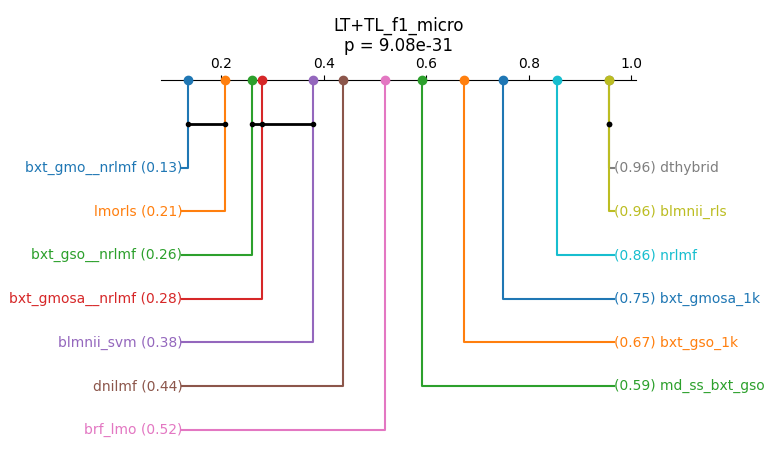 LT+TL_f1_micro
p = 9.08e-31
0.2 0.4 0.6 0.8 1.0
bxt_gmo__nrlmf (0.13)
(0.96) dthybrid
lmorls (0.21)
(0.96) blmnii_rls
bxt_gso__nrlmf (0.26)
(0.86) nrlmf
bxt_gmosa__nrlmf (0.28)
(0.75) bxt_gmosa_1k
blmnii_svm (0.38)
(0.67) bxt_gso_1k
dnilmf (0.44)
(0.59) md_ss_bxt_gso
brf_lmo (0.52)